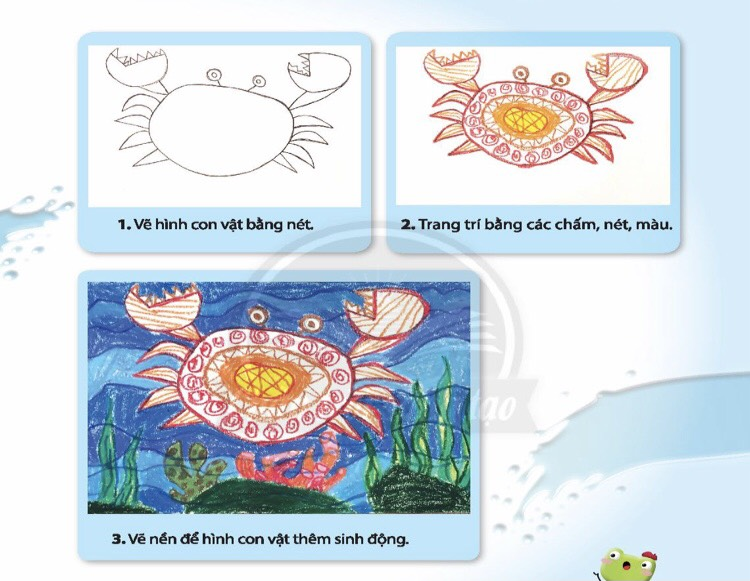 1. Vẽ hình con vật bằng nét.
2. Trang trí bằng các chấm, nét, màu.
tạo
3. Vẽ nền để hình con vật thêm sinh động.